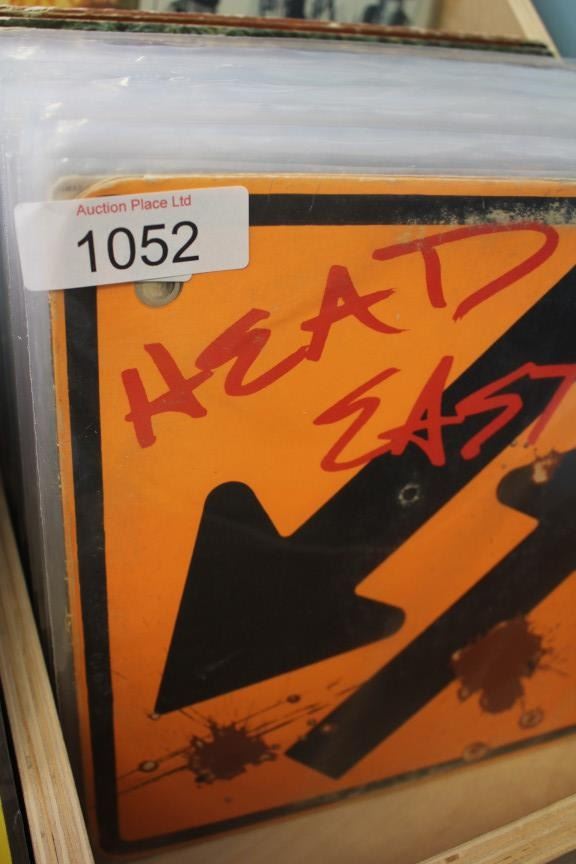 Auction Place Ltd
1052
HEAD
EAST